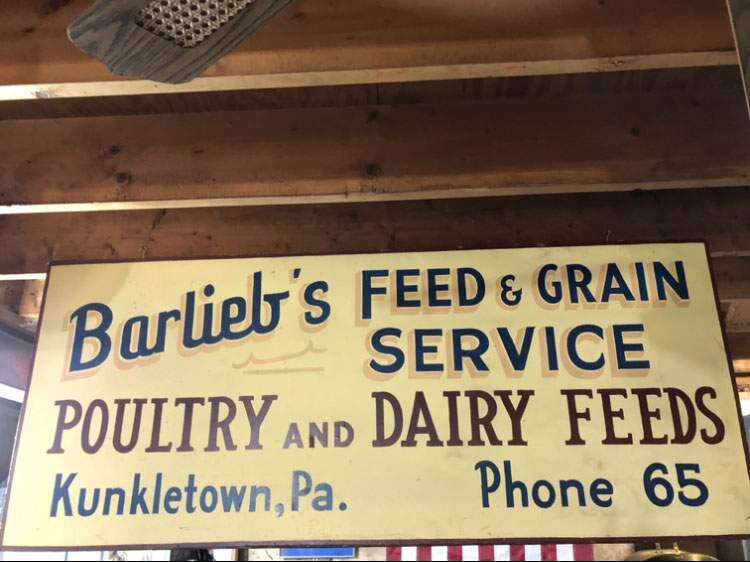 Barlieb's FEED & GRAIN
SERVICE
POULTRY AND DAIRY FEEDS
Kunkletown, Pa. Phone 65